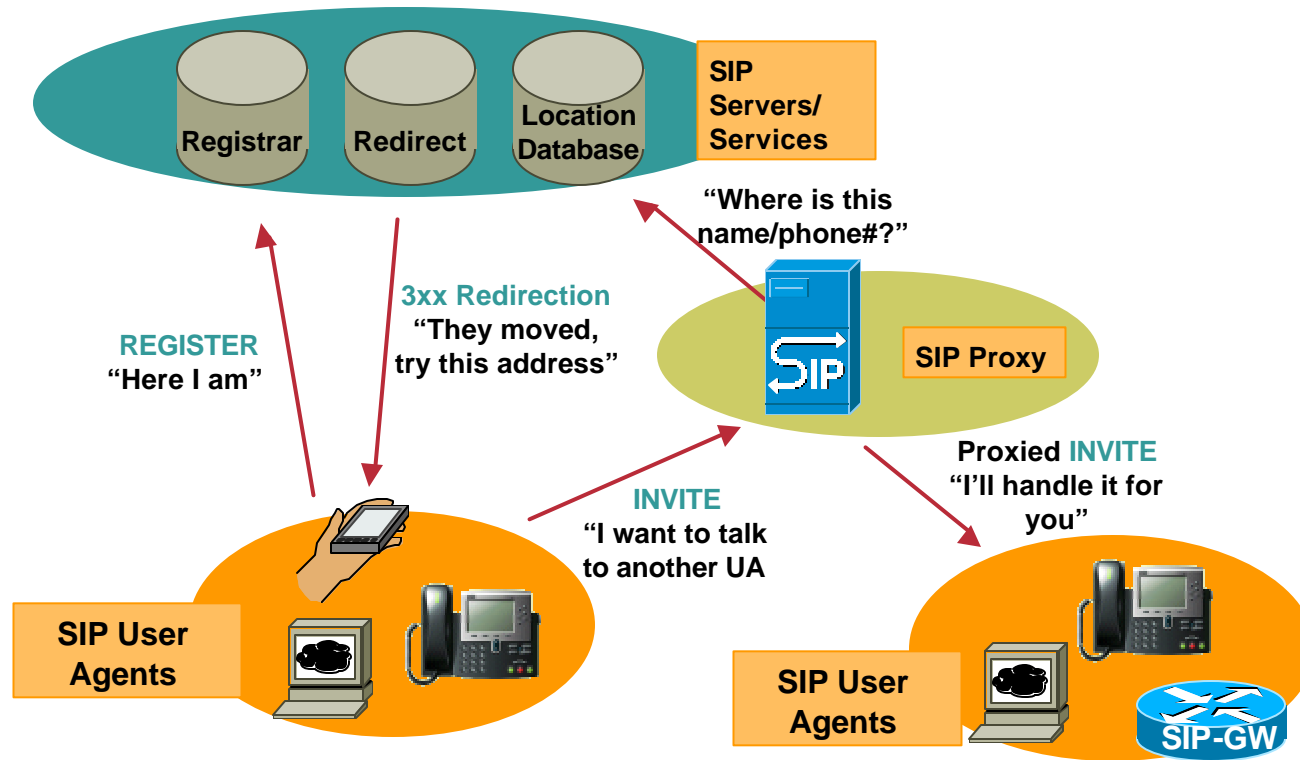 SIP
Servers/
Services
Registrar
Redirect
Location
Database
“Where is this
name/phone#?”
3xx Redirection
“They moved,
try this address”
REGISTER
“Here I am”
SIP
SIP Proxy
Proxied INVITE
“I’ll handle it for
you”
INVITE
“I want to talk
to another UA
SIP User
Agents
SIP User
Agents
SIP-GW